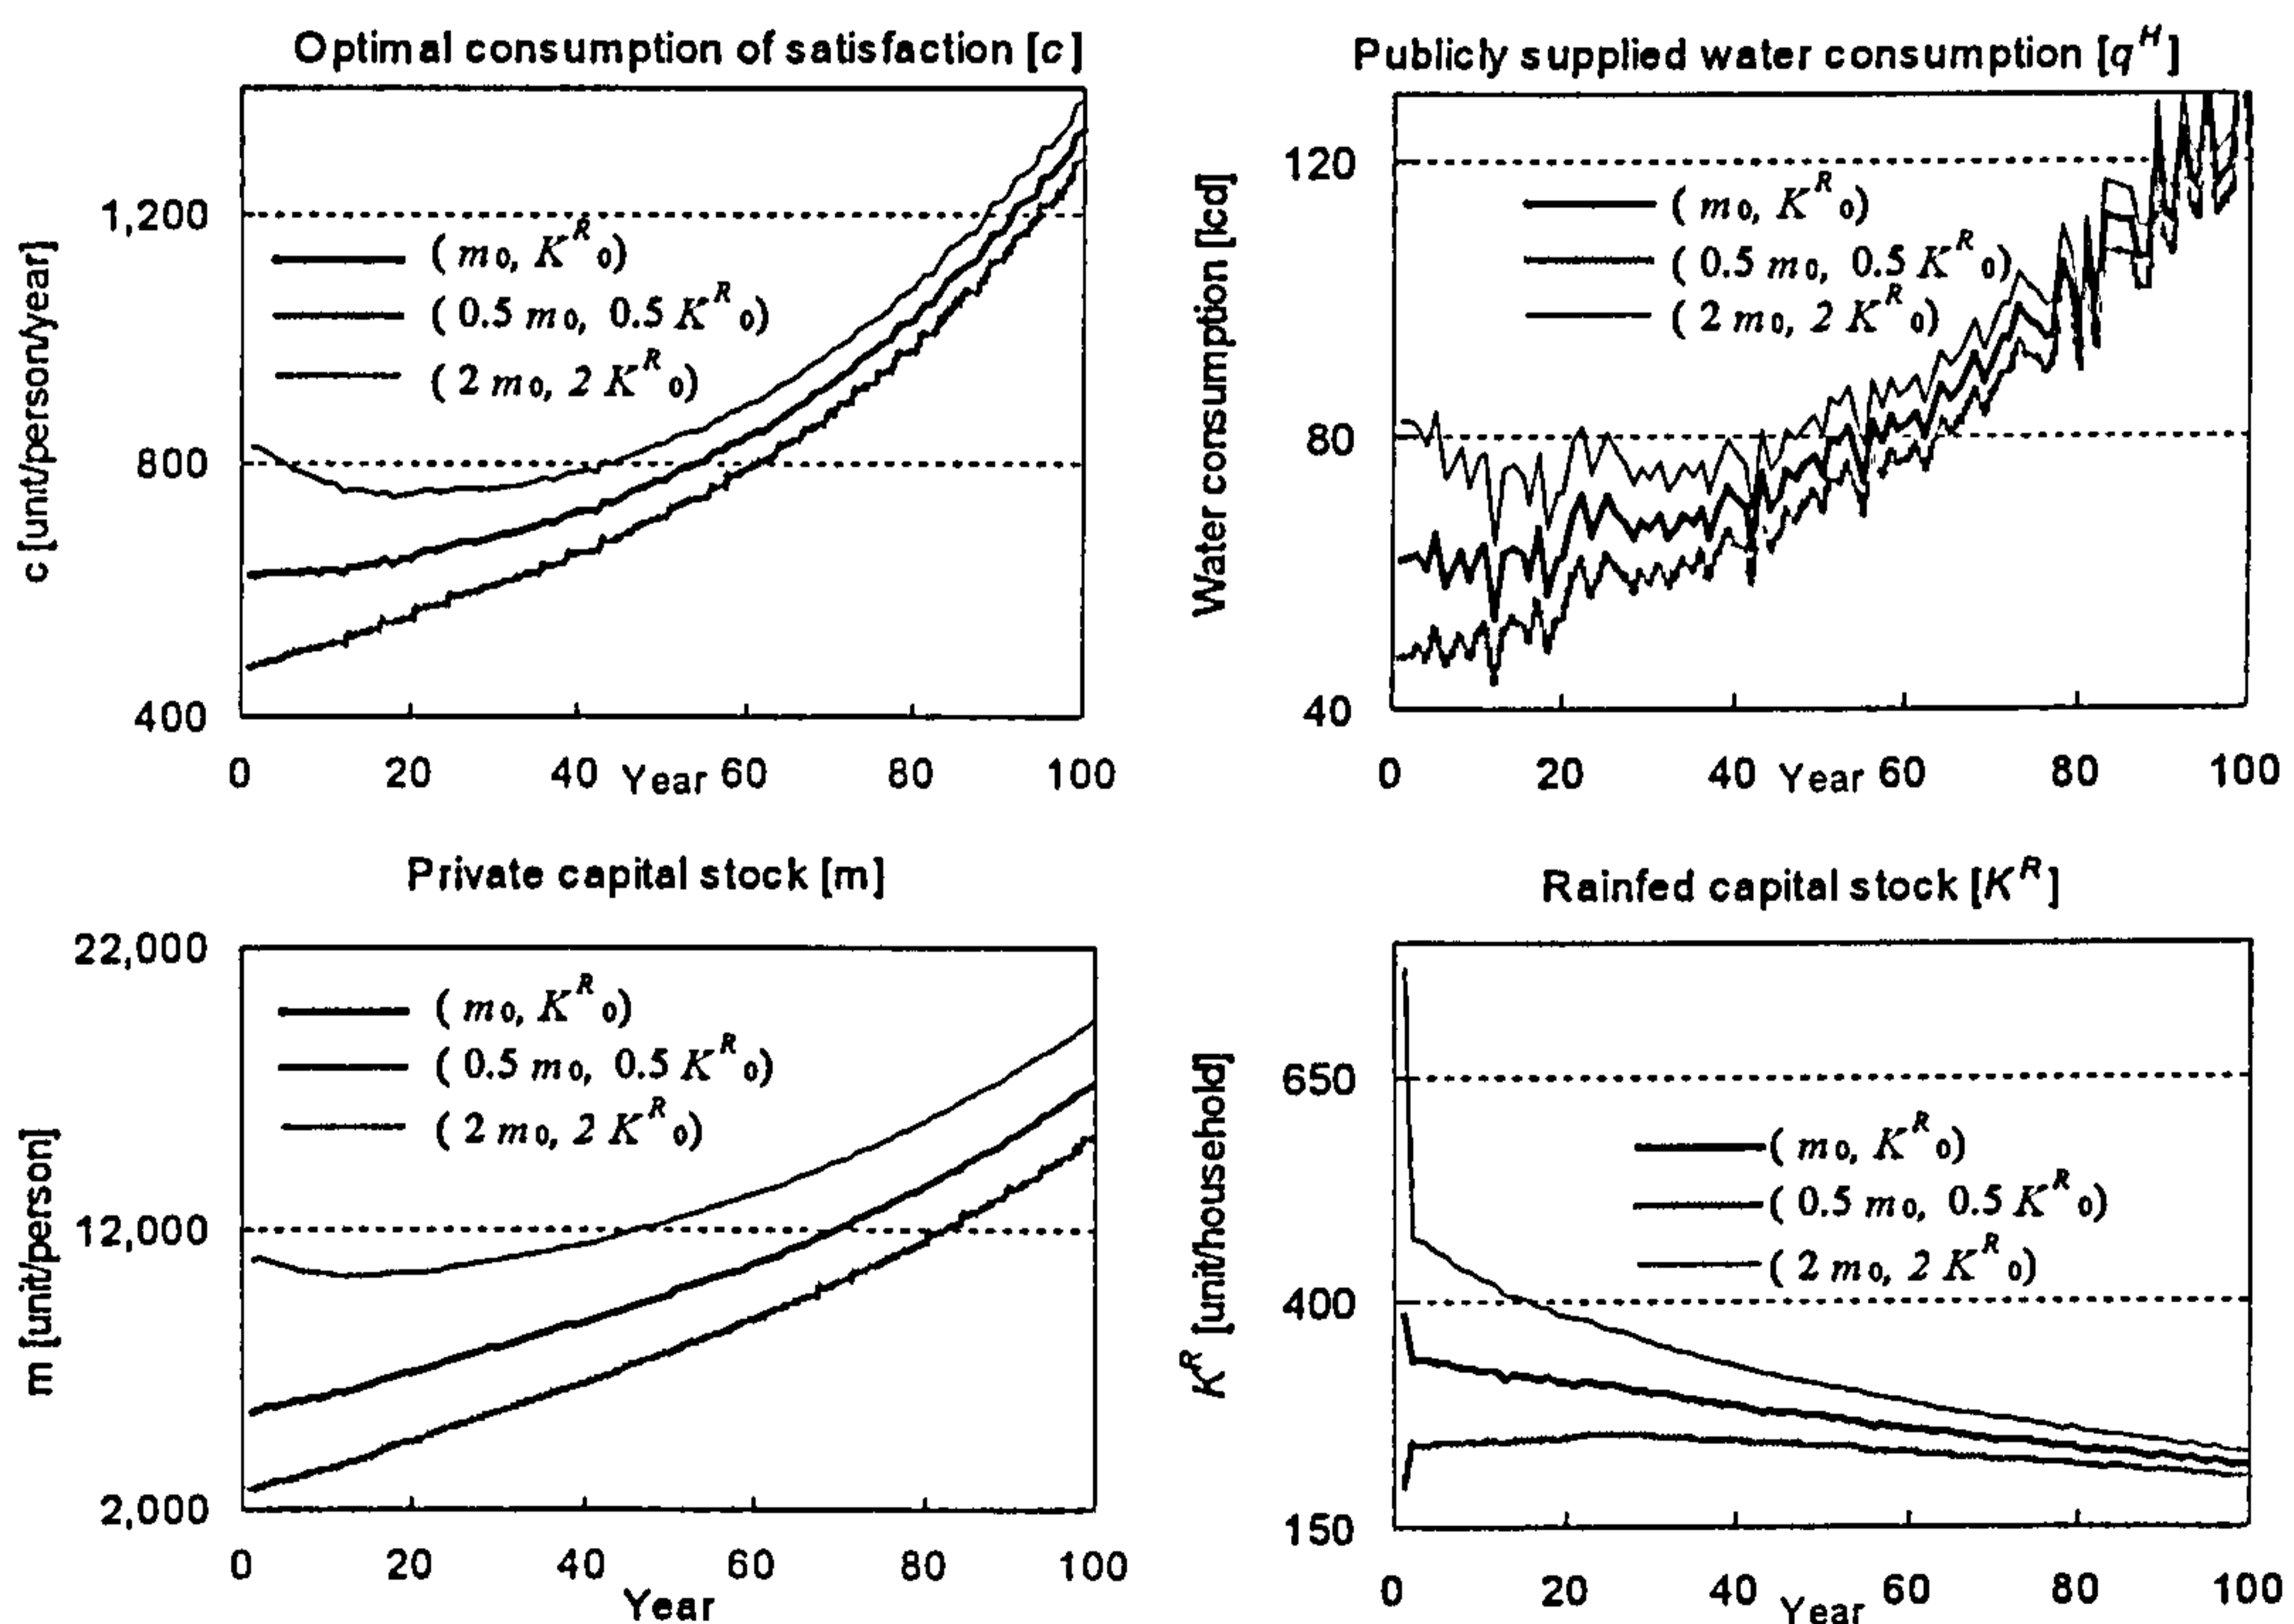 Optimal consumption of satisfaction [c]
c [unit/person/year]
1,200
800
400
( m0, K^R0)
( 0.5 m0, 0.5 K^R0)
( 2 m0, 2 K^R0)
0 20 40 Year 60 80 100
Publicly supplied water consumption [q^H]
Water consumption [lcd]
120
80
40
( m0, K^R0)
( 0.5 m0, 0.5 K^R0)
( 2 m0, 2 K^R0)
0 20 40 Year 60 80 100
Private capital stock [m]
m [unit/person]
22,000
12,000
2,000
( m0, K^R0)
( 0.5 m0, 0.5 K^R0)
( 2 m0, 2 K^R0)
0 20 40 60 80 100
Year
Rainfed capital stock [K^R]
K^R [unit/household]
650
400
150
( m0, K^R0)
( 0.5 m0, 0.5 K^R0)
( 2 m0, 2 K^R0)
0 20 40 Year 60 80 100